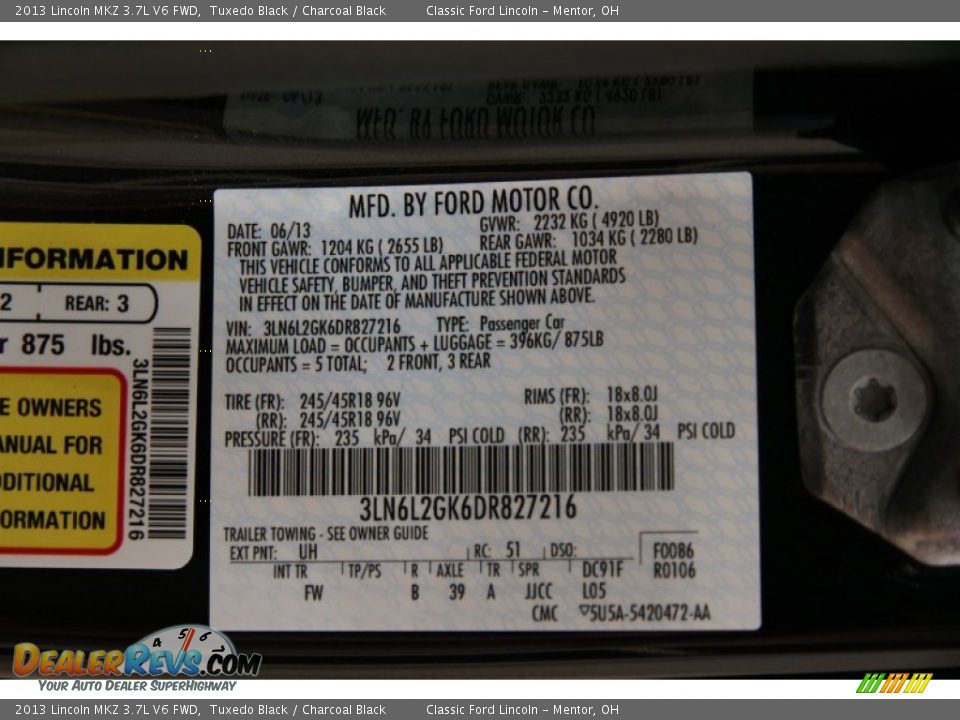 2013 Lincoln MKZ 3.7L V6 FWD, Tuxedo Black / Charcoal Black Classic Ford Lincoln – Mentor, OH
MFD. BY FORD MOTOR CO.
DATE: 06/13 GVWR: 2232 KG ( 4920 LB)
FRONT GAWR: 1204 KG ( 2655 LB) REAR GAWR: 1034 KG ( 2280 LB)
THIS VEHICLE CONFORMS TO ALL APPLICABLE FEDERAL MOTOR
VEHICLE SAFETY, BUMPER, AND THEFT PREVENTION STANDARDS
IN EFFECT ON THE DATE OF MANUFACTURE SHOWN ABOVE.
VIN: 3LN6L2GK6DR827216 TYPE: Passenger Car
MAXIMUM LOAD = OCCUPANTS + LUGGAGE = 396KG/ 875LB
OCCUPANTS = 5 TOTAL; 2 FRONT, 3 REAR
TIRE (FR): 245/45R18 96V RIMS (FR): 18x8.0J
(RR): 245/45R18 96V (RR): 18x8.0J
PRESSURE (FR): 235 kPa/ 34 PSI COLD (RR): 235 kPa/ 34 PSI COLD
3LN6L2GK6DR827216
TRAILER TOWING - SEE OWNER GUIDE
EXT PNT: UH RC: 51 DSO: F0086
INT TR TP/PS R AXLE TR SPR DC91F R0106
FW B 39 A JJCC L05
CMC ▽5U5A-5420472-AA
INFORMATION
2 REAR: 3
r 875 lbs.
E OWNERS
ANUAL FOR
DDITIONAL
FORMATION
3LN6L2GK6DR827216
4 5 6
DealerRevs.com
Your Auto Dealer SuperHighway
2013 Lincoln MKZ 3.7L V6 FWD, Tuxedo Black / Charcoal Black Classic Ford Lincoln – Mentor, OH